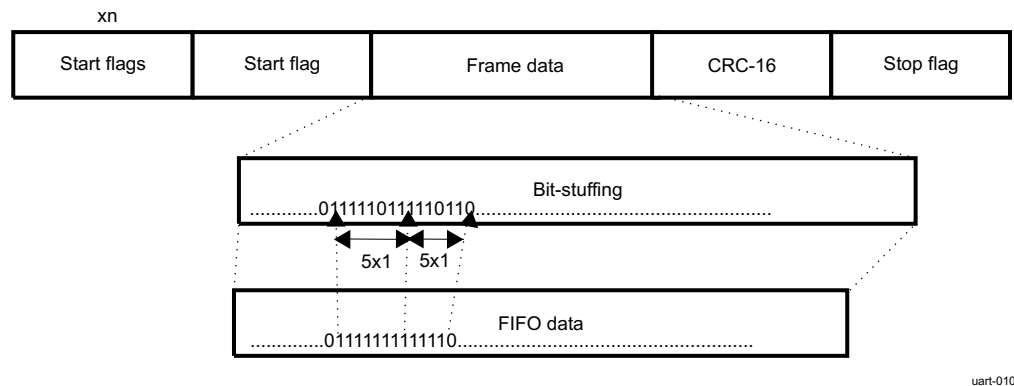 xn
Start flags Start flag Frame data CRC-16 Stop flag
Bit-stuffing
.............0111110111110110...................................................................
5x1 5x1
FIFO data
.............01111111111110...................................................................
uart-010